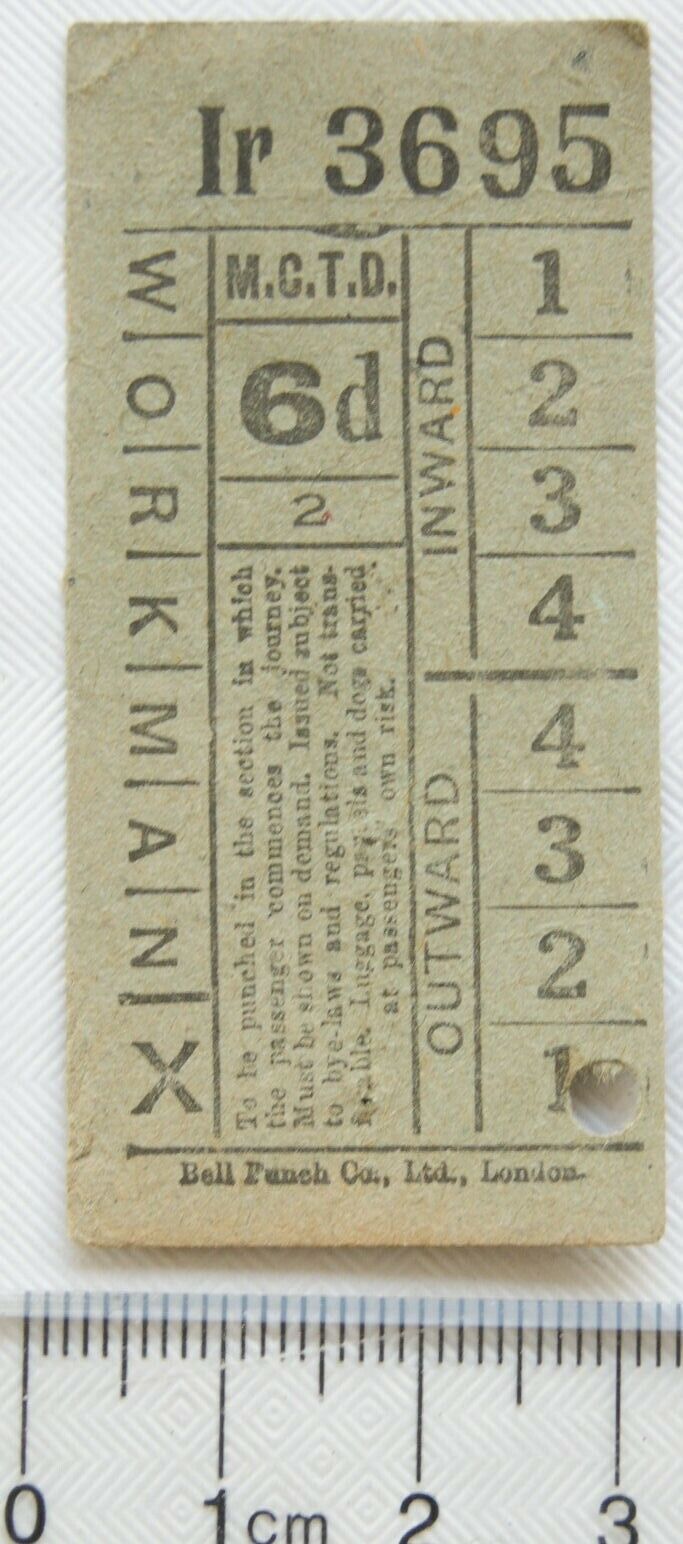 Ir 3695
WORKMAN
X
M.C.T.D.
6d
2
To be punched in the section in which
the passenger commences the journey.
Must be shown on demand. Issued subject
to bye-laws and regulations. Not trans-
Luggage, and dogs carried
at passengers own risk.
INWARD
OUTWARD
1
2
3
4
4
3
2
1
Bell Punch Co., Ltd., London.
0 1cm 2 3